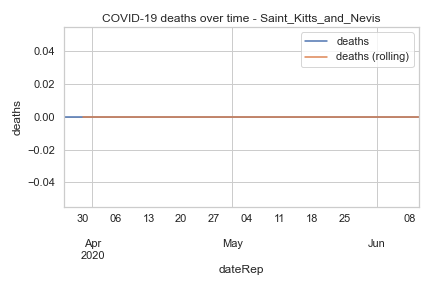 COVID-19 deaths over time - Saint_Kitts_and_Nevis
deaths
deaths (rolling)
0.04
0.02
0.00
−0.02
−0.04
deaths
30 06 13 20 27 04 11 18 25 08
Apr May Jun
2020
dateRep